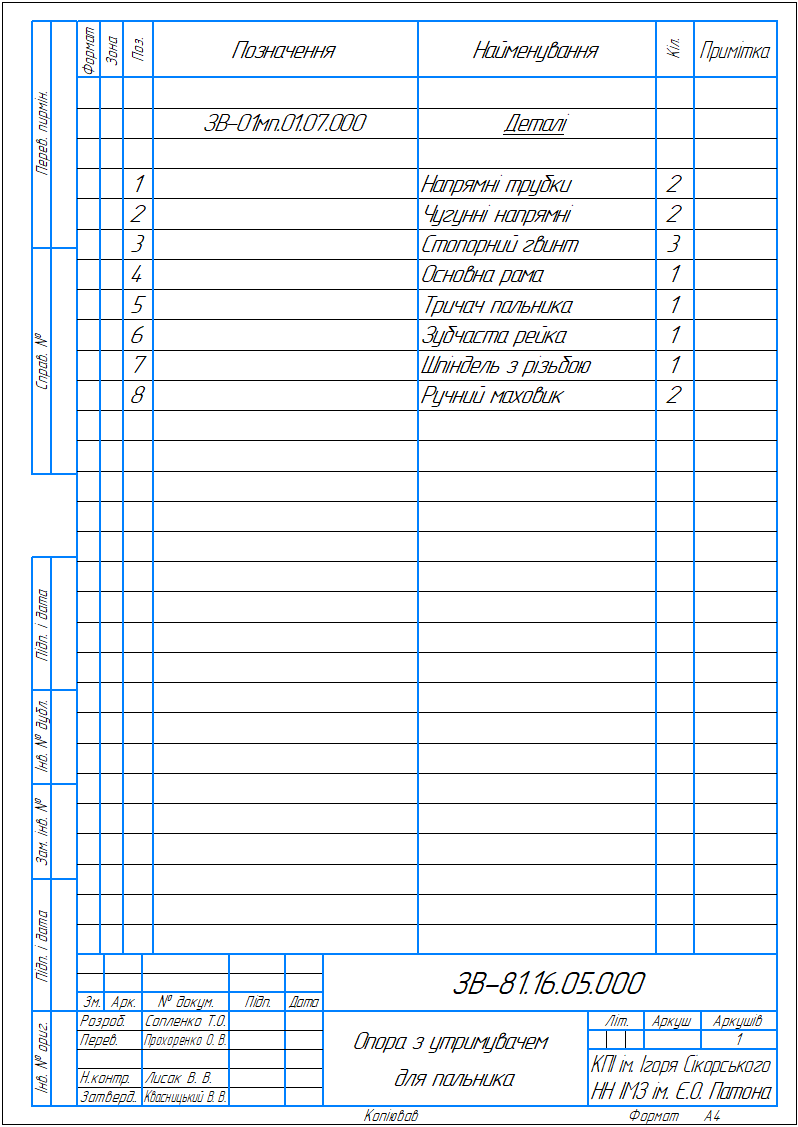 Формат Зона Поз. Позначення Найменування Кіл. Примітка
ЗВ-01мп.01.07.000 Деталі
1 Напрямні трубки 2
2 Чугунні напрямні 2
3 Стопорний гвинт 3
4 Основна рама 1
5 Тричач пальника 1
6 Зубчаста рейка 1
7 Шпіндель з різьбою 1
8 Ручний маховик 2
Перев. пирмін.
Справ. №
Підп. і дата
Інв. № дубл.
Зам. інв. №
Підп. і дата
Інв. № ориг.
ЗВ-81.16.05.000
Зм. Арк. № докум. Підп. Дата
Розроб. Сопленко Т.О.
Перев. Прохоренко О. В.
Н.контр. Лисак В. В.
Затверд.. Квасницький В. В.
Опора з утримувачем
для пальника
Літ. Аркуш Аркушів
1
КПІ ім. Ігоря Сікорського
НН ІМЗ ім. Є.О. Патона
Копіював Формат А4